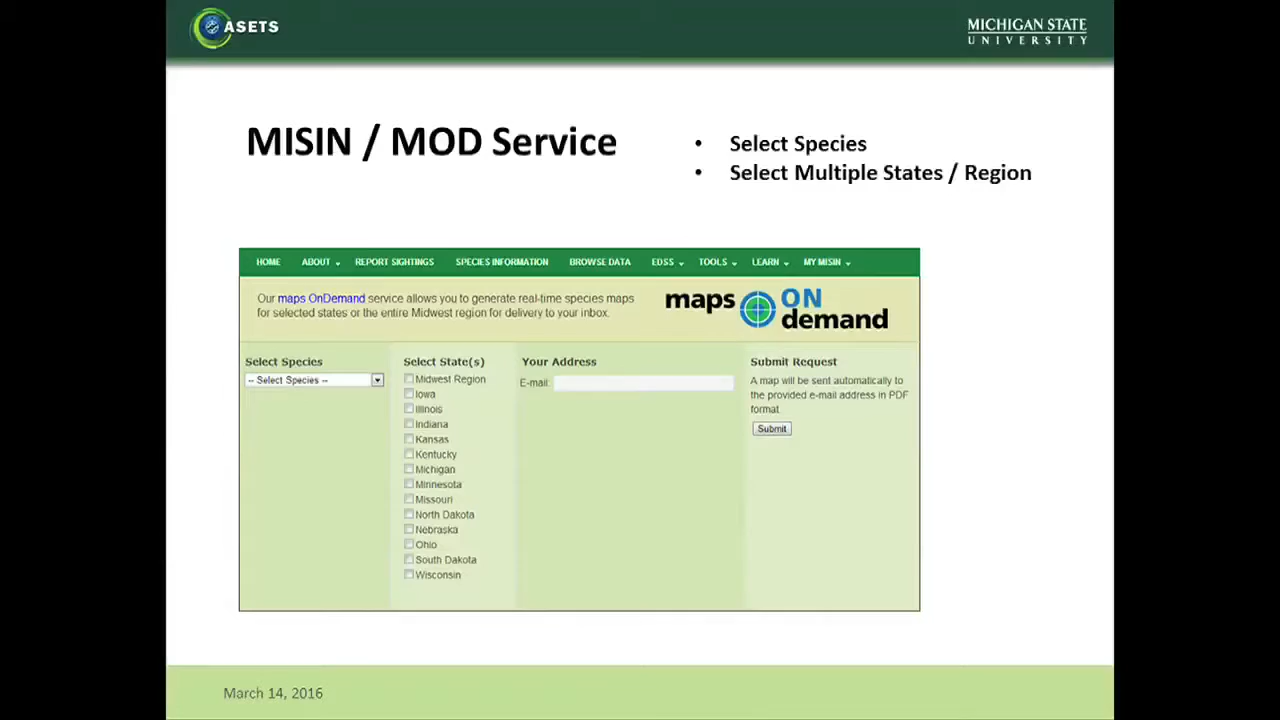 ASETS
MICHIGAN STATE
UNIVERSITY
MISIN / MOD Service
• Select Species
• Select Multiple States / Region
HOME ABOUT REPORT SIGHTINGS SPECIES INFORMATION BROWSE DATA EDSS TOOLS LEARN MY MISIN
Our maps OnDemand service allows you to generate real-time species maps
for selected states or the entire Midwest region for delivery to your inbox.
maps ON
demand
Select Species
-- Select Species --
Select State(s)
Midwest Region
Iowa
Illinois
Indiana
Kansas
Kentucky
Michigan
Minnesota
Missouri
North Dakota
Nebraska
Ohio
South Dakota
Wisconsin
Your Address
E-mail:
Submit Request
A map will be sent automatically to
the provided e-mail address in PDF
format
Submit
March 14, 2016